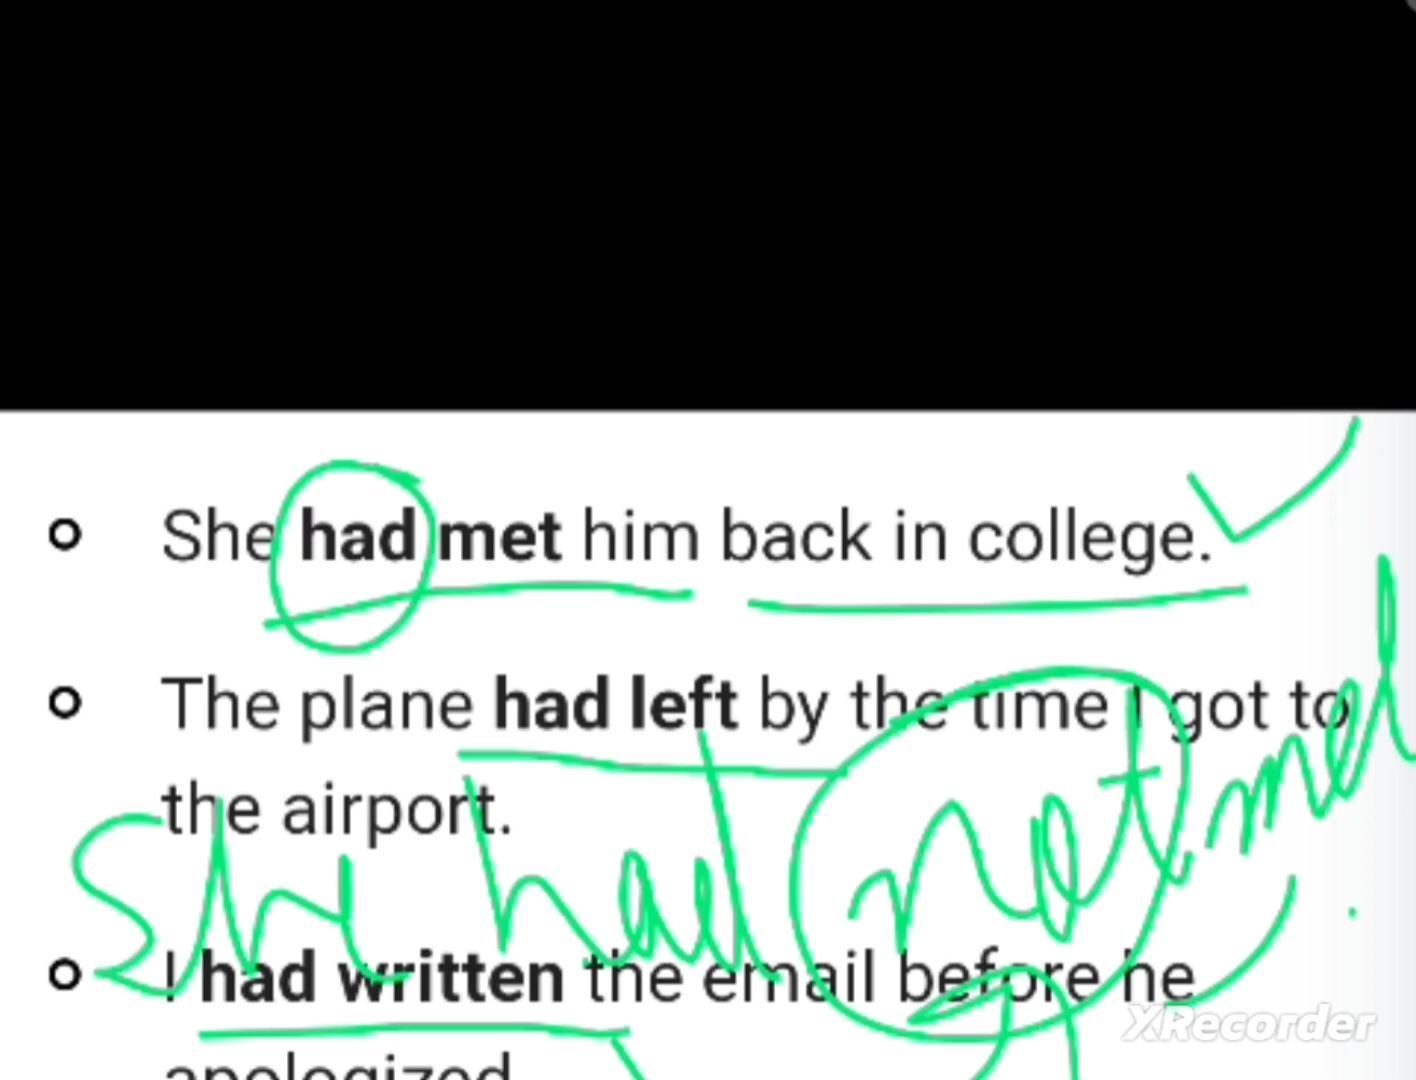 She had met him back in college.
The plane had left by the time I got to
the airport.
She had not met
I had written the email before he
XRecorder
apologized